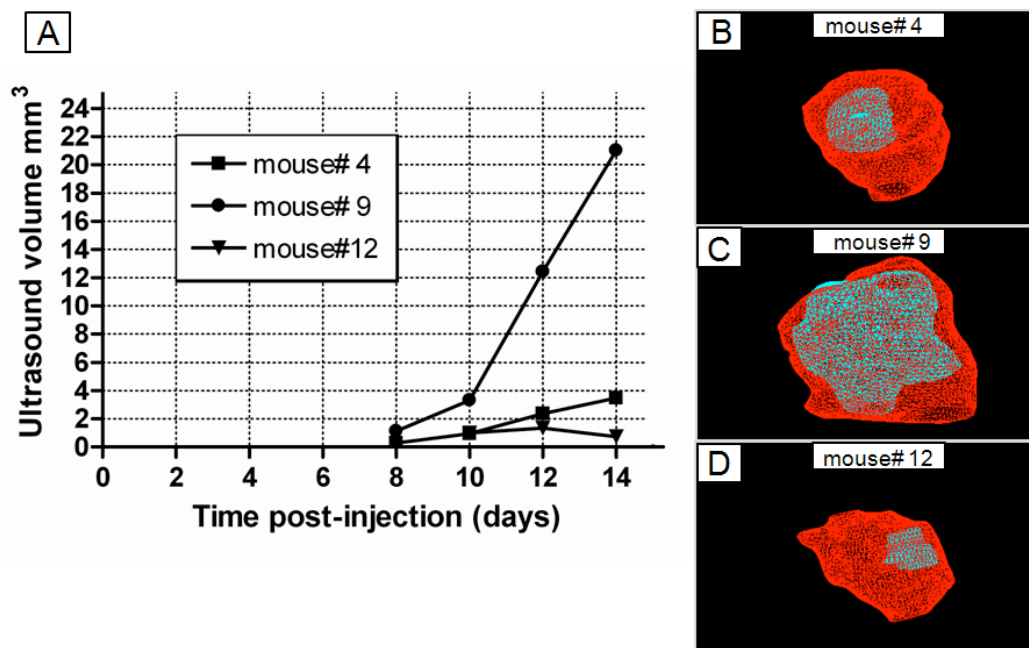 A
Ultrasound volume mm3
24
22
20
18
16
14
12
10
8
6
4
2
0
mouse# 4
mouse# 9
mouse#12
0 2 4 6 8 10 12 14
Time post-injection (days)
B
mouse# 4
C
mouse# 9
D
mouse# 12